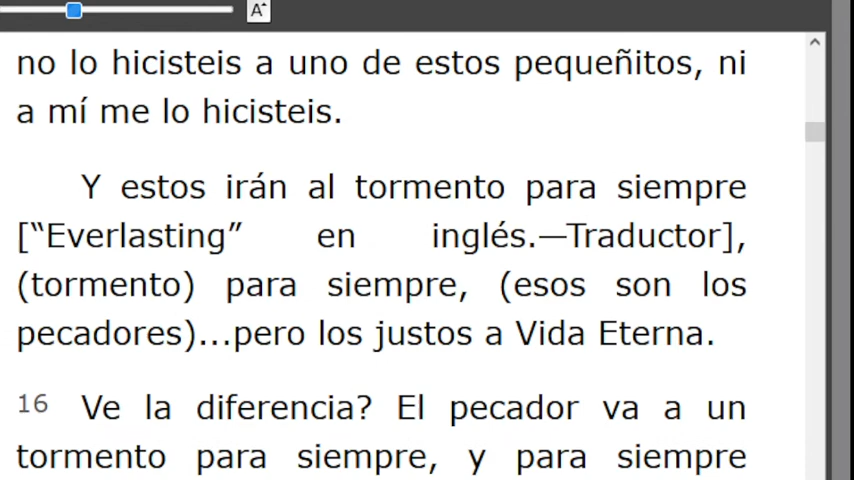 A
no lo hicisteis a uno de estos pequeñitos, ni
a mí me lo hicisteis.
Y estos irán al tormento para siempre
[“Everlasting” en inglés.—Traductor],
(tormento) para siempre, (esos son los
pecadores)...pero los justos a Vida Eterna.
16 Ve la diferencia? El pecador va a un
tormento para siempre, y para siempre